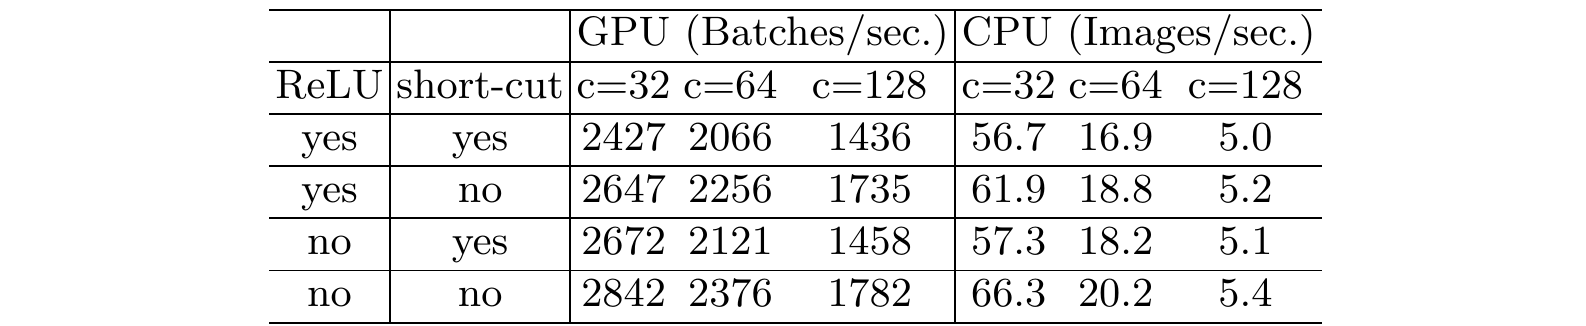 GPU (Batches/sec.) CPU (Images/sec.)
ReLU short-cut c=32 c=64 c=128 c=32 c=64 c=128
yes yes 2427 2066 1436 56.7 16.9 5.0
yes no 2647 2256 1735 61.9 18.8 5.2
no yes 2672 2121 1458 57.3 18.2 5.1
no no 2842 2376 1782 66.3 20.2 5.4